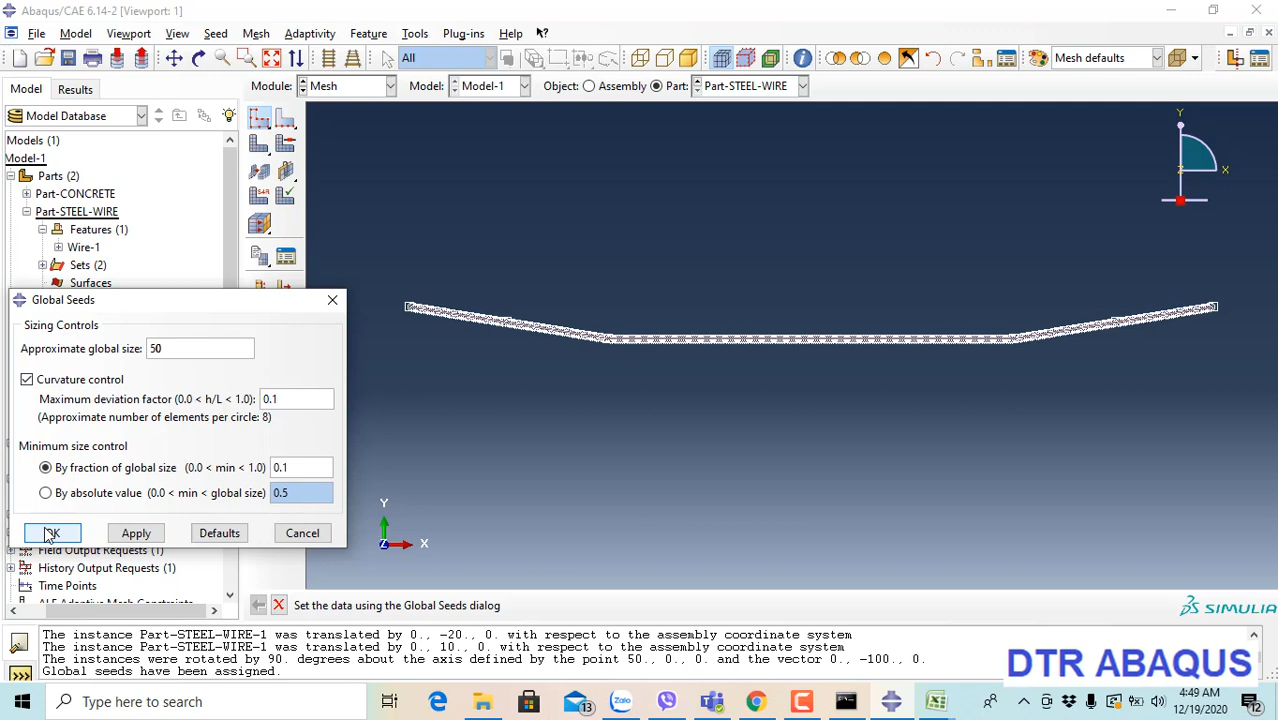 Abaqus/CAE 6.14-2 [Viewport: 1]
File Model Viewport View Seed Mesh Adaptivity Feature Tools Plug-ins Help
All Mesh defaults
Model Results Module: Mesh Model: Model-1 Object: Assembly Part: Part-STEEL-WIRE
Model Database
Models (1)
Model-1
Parts (2)
Part-CONCRETE
Part-STEEL-WIRE
Features (1)
Wire-1
Sets (2)
Surfaces
Y
X
Z
Global Seeds
Sizing Controls
Approximate global size: 50
Curvature control
Maximum deviation factor (0.0 < h/L < 1.0): 0.1
(Approximate number of elements per circle: 8)
Minimum size control
By fraction of global size (0.0 < min < 1.0) 0.1
By absolute value (0.0 < min < global size) 0.5
OK Apply Defaults Cancel
Y
Z X
Field Output Requests (1)
History Output Requests (1)
Time Points
ALE Adaptive Mesh Constraints
Set the data using the Global Seeds dialog
SIMULIA
The instance Part-STEEL-WIRE-1 was translated by 0., -20., 0. with respect to the assembly coordinate system
The instance Part-STEEL-WIRE-1 was translated by 0., 10., 0. with respect to the assembly coordinate system
The instances were rotated by 90. degrees about the axis defined by the point 50., 0., 0. and the vector 0., -100., 0.
Global seeds have been assigned.
DTR ABAQUS
Type here to search
13
Zalo
4:49 AM
12/19/2020
12